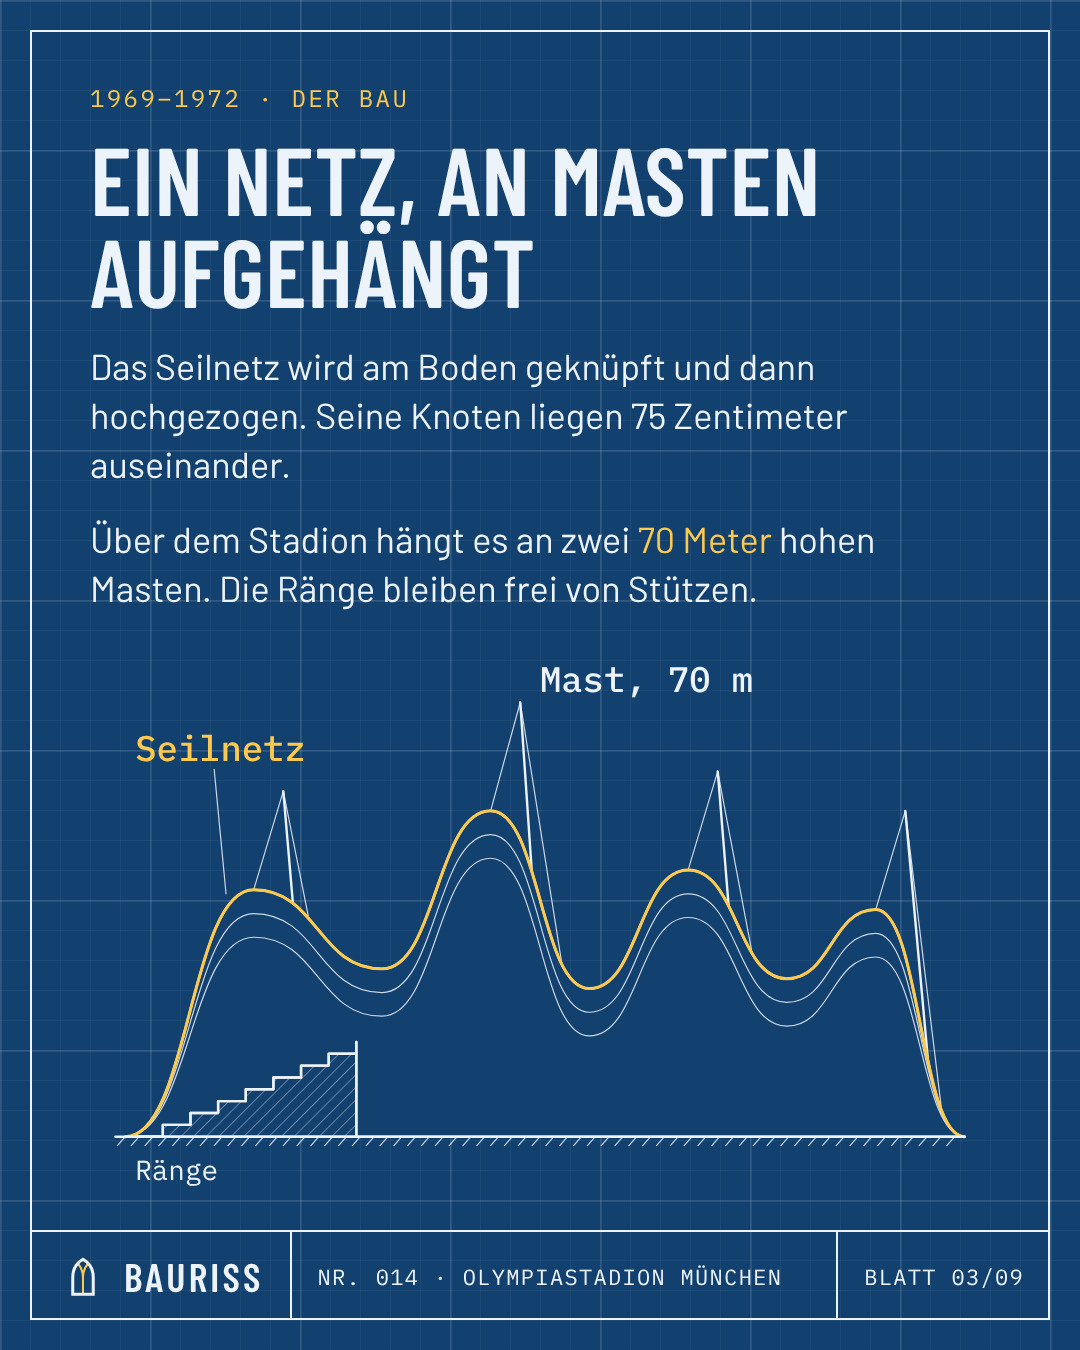 1969–1972 · DER BAU
EIN NETZ, AN MASTEN
AUFGEHÄNGT
Das Seilnetz wird am Boden geknüpft und dann
hochgezogen. Seine Knoten liegen 75 Zentimeter
auseinander.
Über dem Stadion hängt es an zwei 70 Meter hohen
Masten. Die Ränge bleiben frei von Stützen.
Mast, 70 m
Seilnetz
Ränge
BAURISS
NR. 014 · OLYMPIASTADION MÜNCHEN
BLATT 03/09